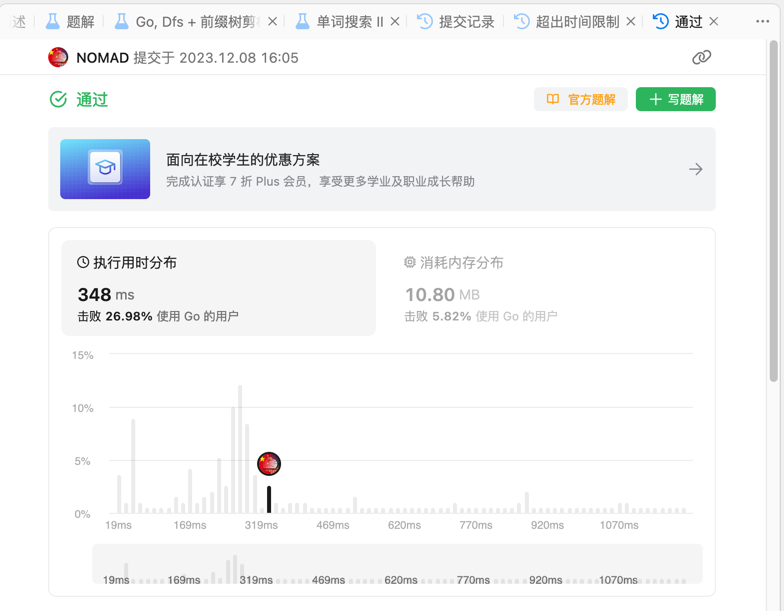 述 题解 Go, Dfs + 前缀树剪 单词搜索 II 提交记录 超出时间限制 通过
NOMAD 提交于 2023.12.08 16:05
通过
官方题解
写题解
面向在校学生的优惠方案
完成认证享 7 折 Plus 会员，享受更多学业及职业成长帮助
执行用时分布
348 ms
击败 26.98% 使用 Go 的用户
消耗内存分布
10.80 MB
击败 5.82% 使用 Go 的用户
15%
10%
5%
0%
19ms 169ms 319ms 469ms 620ms 770ms 920ms 1070ms
19ms 169ms 319ms 469ms 620ms 770ms 920ms 1070ms